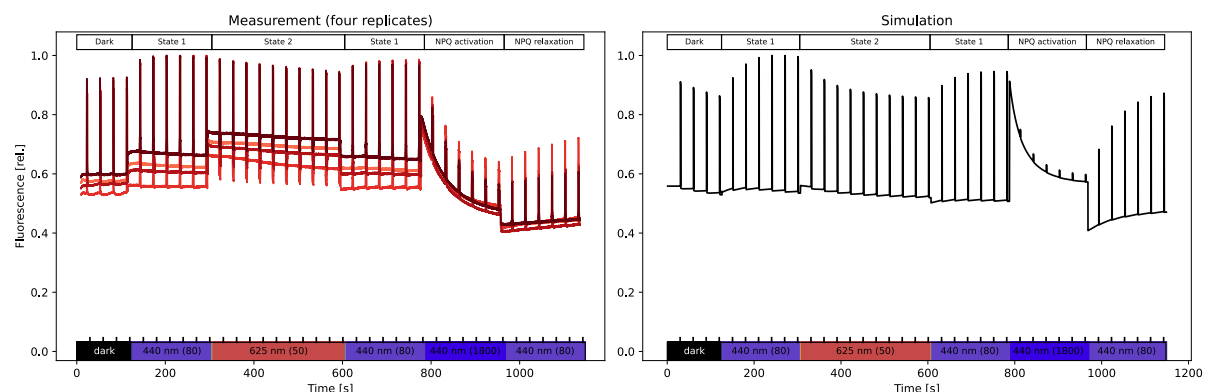 Measurement (four replicates)
Dark State 1 State 2 State 1 NPQ activation NPQ relaxation
Fluorescence [rel.]
1.0
0.8
0.6
0.4
0.2
0.0
dark 440 nm (80) 625 nm (50) 440 nm (80) 440 nm (1800) 440 nm (80)
0 200 400 600 800 1000
Time [s]
Simulation
Dark State 1 State 2 State 1 NPQ activation NPQ relaxation
1.0
0.8
0.6
0.4
0.2
0.0
dark 440 nm (80) 625 nm (50) 440 nm (80) 440 nm (1800) 440 nm (80)
0 200 400 600 800 1000 1200
Time [s]